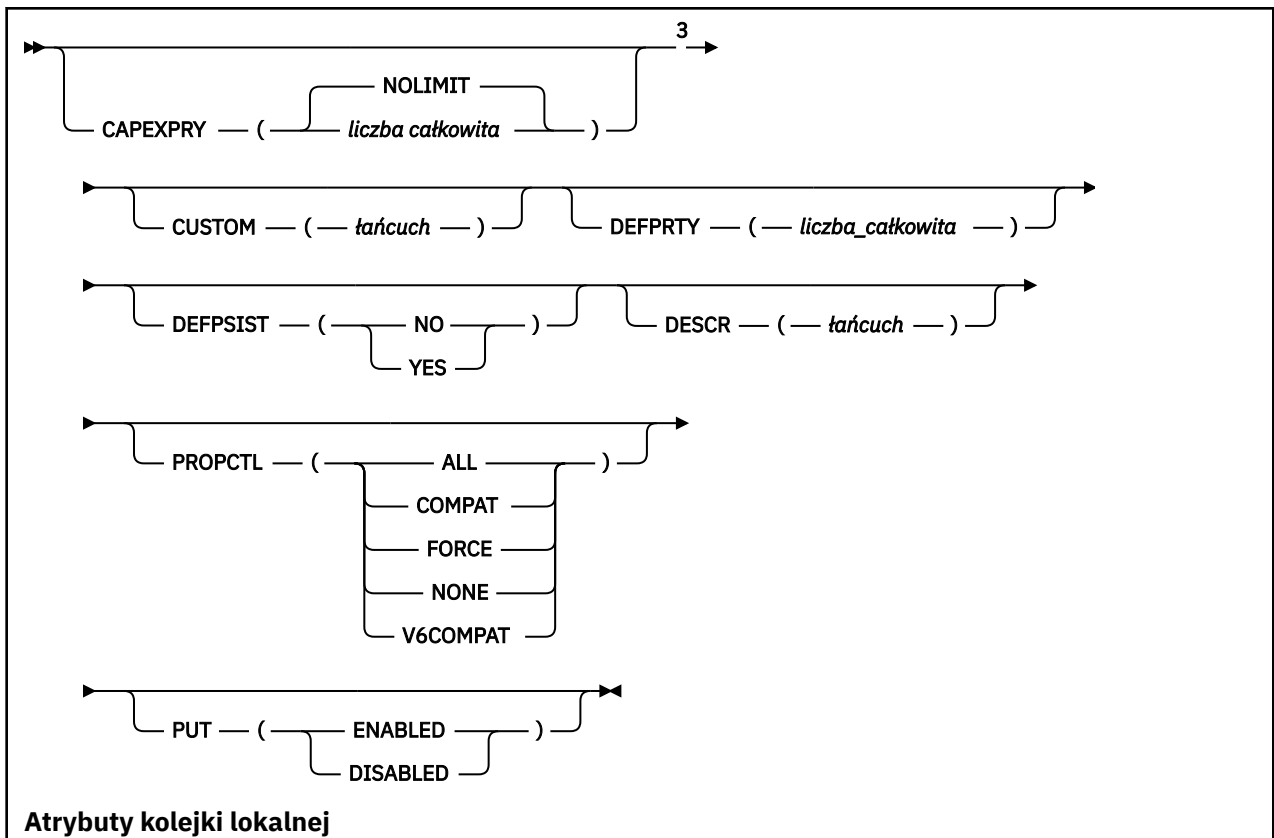 3
NOLIMIT
CAPEXPRY ( liczba całkowita )
CUSTOM ( łańcuch ) DEFPRTY ( liczba_całkowita )
DEFPSIST ( NO ) DESCR ( łańcuch )
YES
PROPCTL ( ALL )
COMPAT
FORCE
NONE
V6COMPAT
PUT ( ENABLED )
DISABLED
Atrybuty kolejki lokalnej